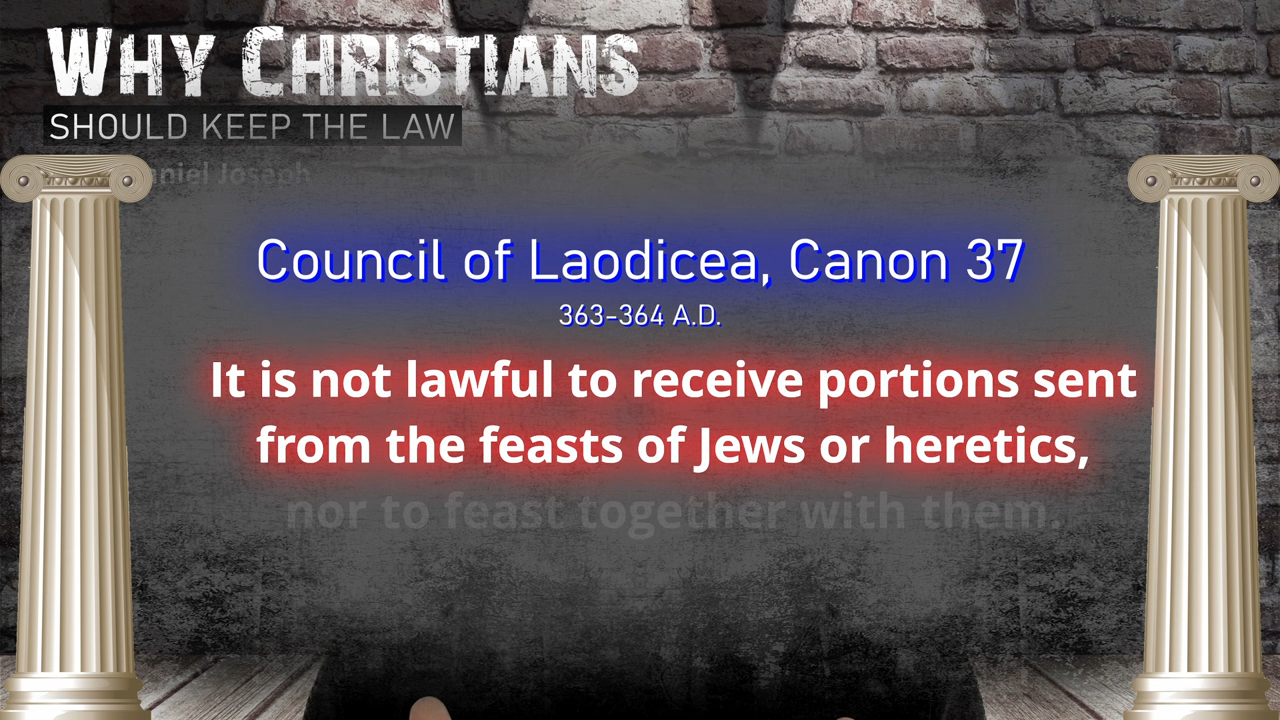 WHY CHRISTIANS
SHOULD KEEP THE LAW
Joseph
Council of Laodicea, Canon 37
363-364 A.D.
It is not lawful to receive portions sent
from the feasts of Jews or heretics,
nor to feast together with them.